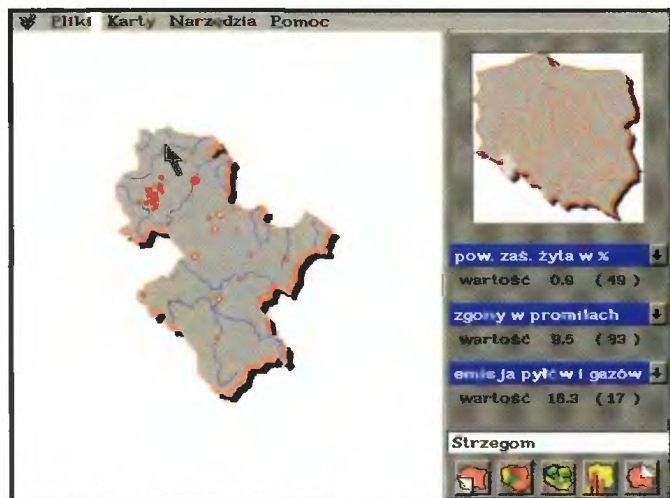 Pliki Karty Narzędzia Pomoc
pow. zaś. żyta w %
wartość 0.9 ( 49 )
zgony w promilach
wartość 9.5 ( 93 )
emisja pyłów i gazów
wartość 16.3 ( 17 )
Strzegom